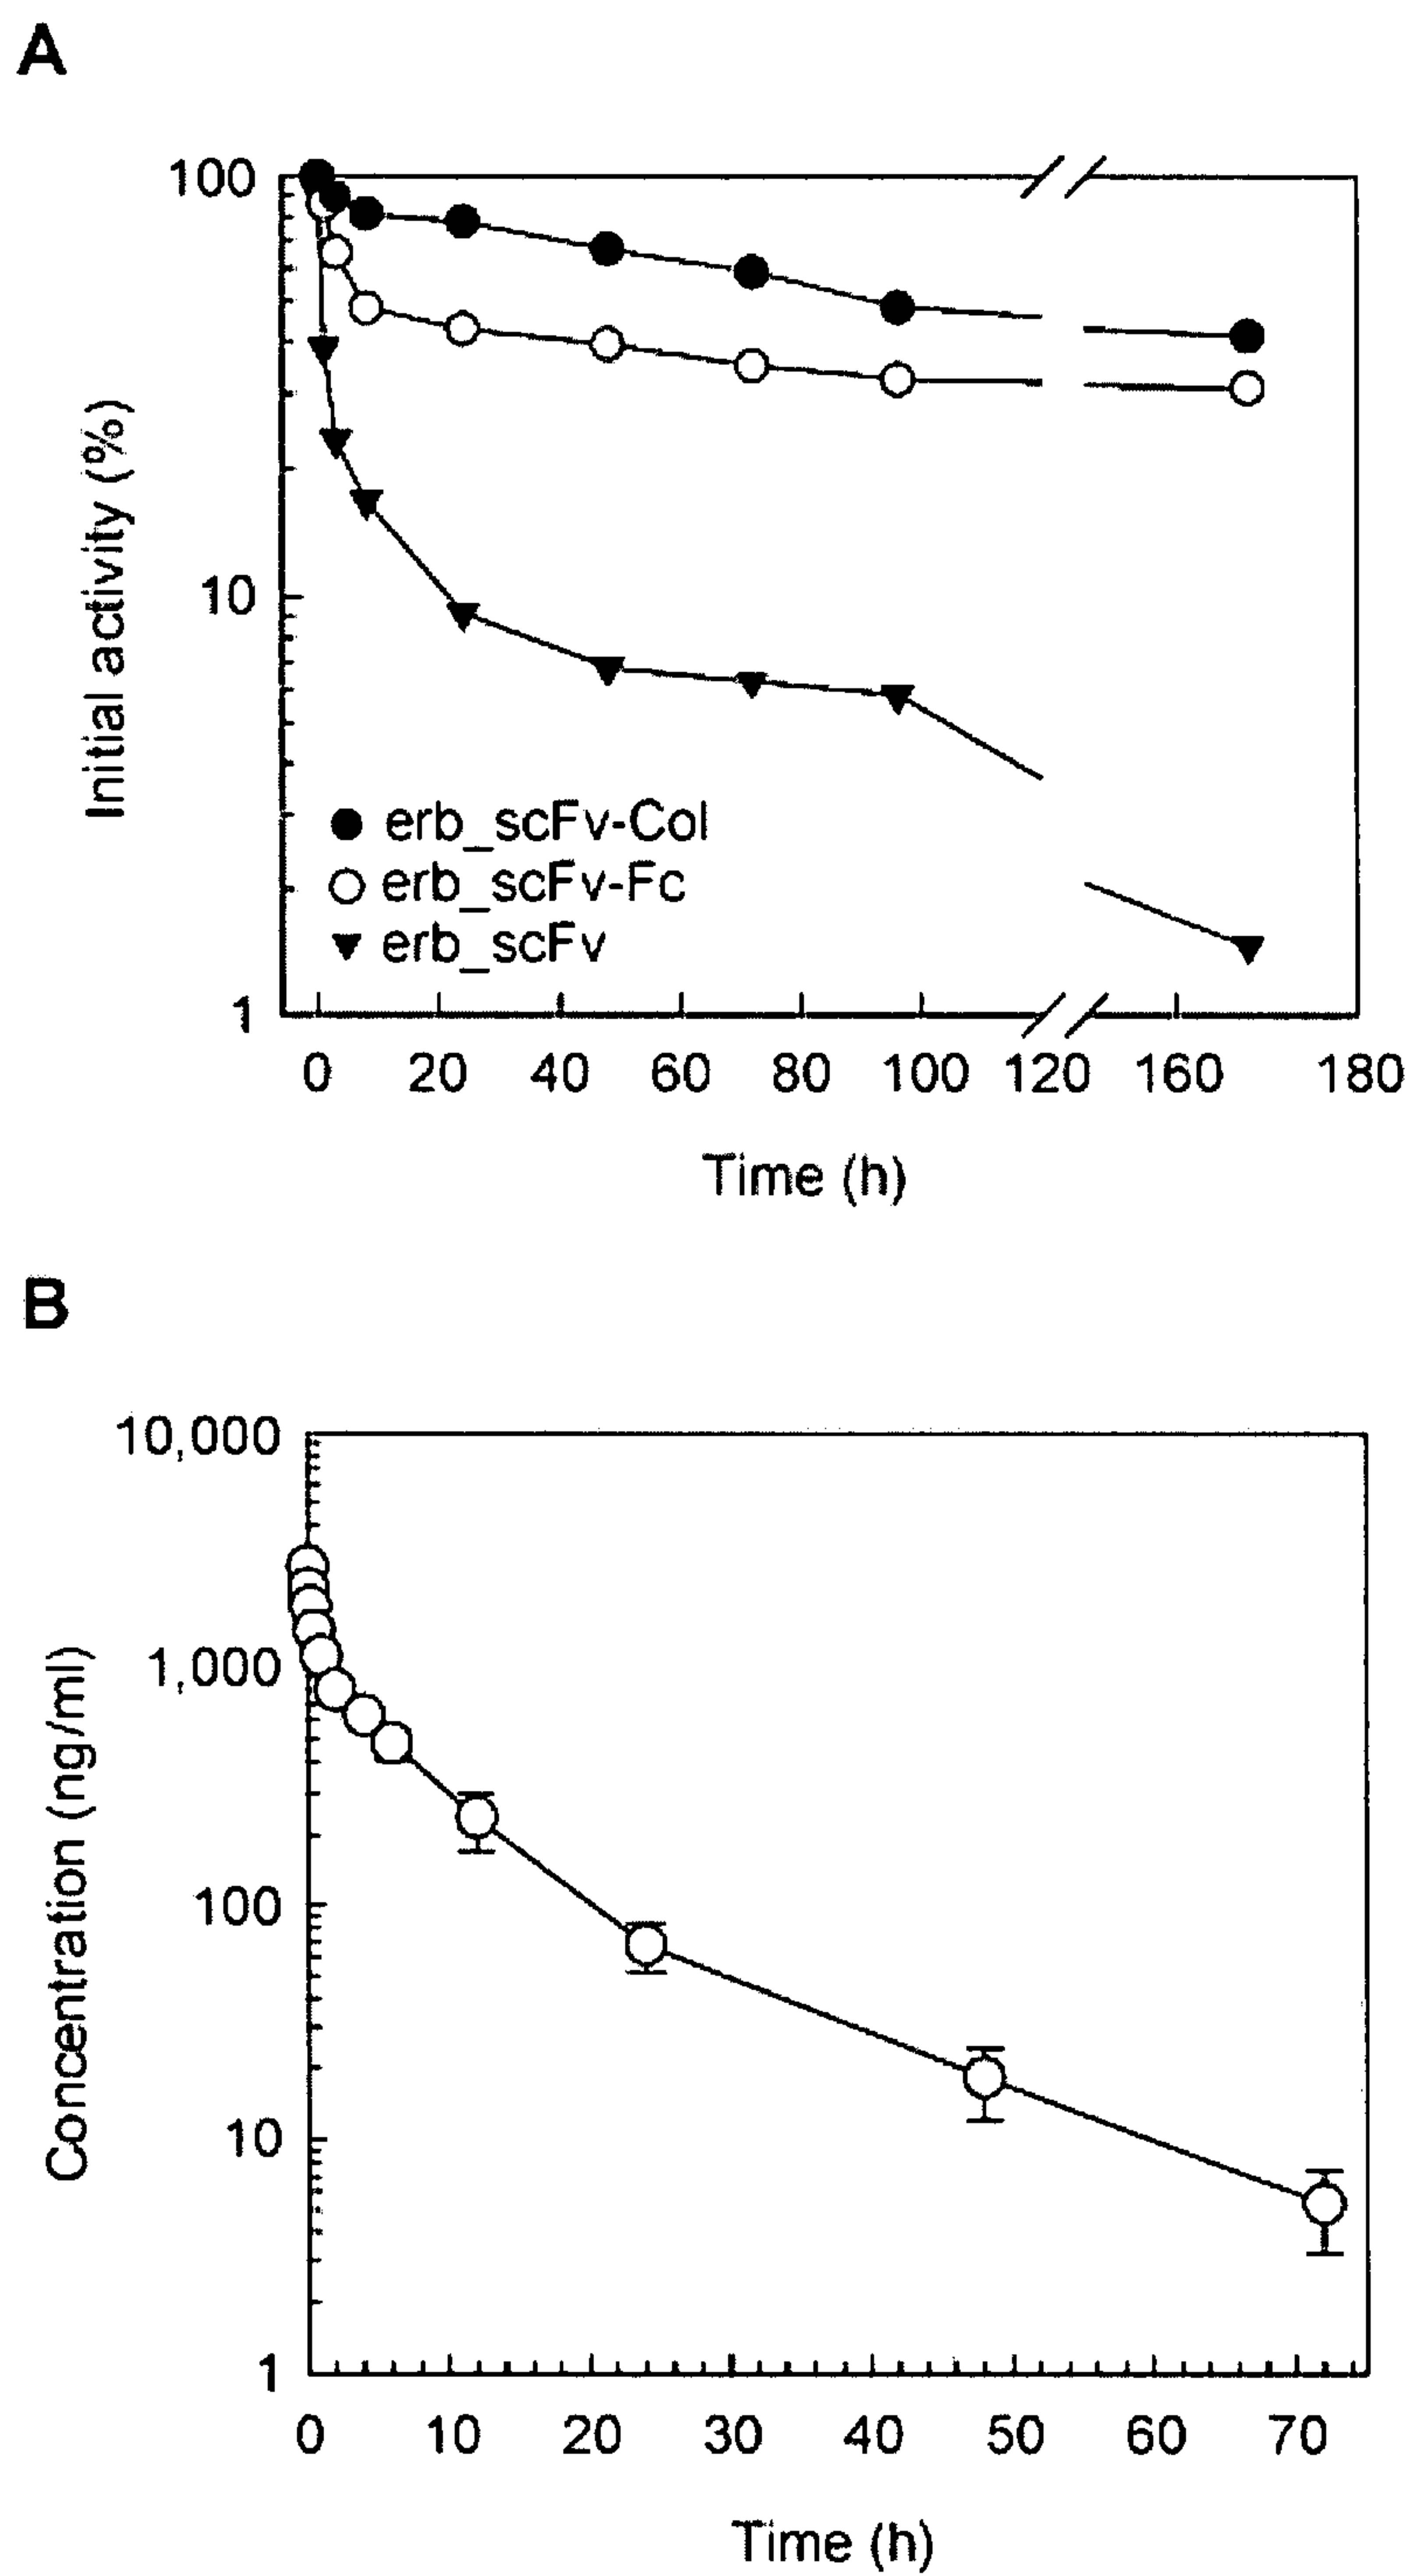 A
100
10
1
Initial activity (%)
erb_scFv-Col
erb_scFv-Fc
erb_scFv
0 20 40 60 80 100 120 160 180
Time (h)
B
10,000
1,000
100
10
1
Concentration (ng/ml)
0 10 20 30 40 50 60 70
Time (h)